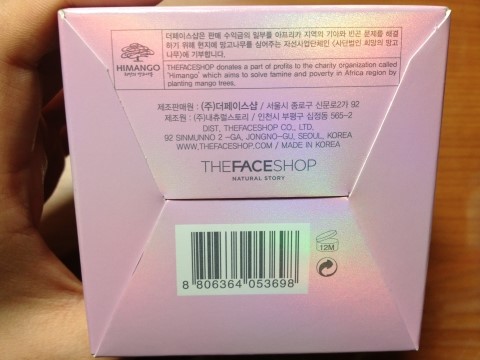 더페이스샵은 판매 수익금의 일부를 아프리카 지역의 기아와 빈곤 문제를 해결
하기 위해 현지에 망고나무를 심어주는 자선사업단체인 <사단법인 희망의 망고
나무>에 기부합니다.
HIMANGO
희망의 망고나무
THEFACESHOP donates a part of profits to the charity organization called
"Himango" which aims to solve famine and poverty in Africa region by
planting mango trees.
제조판매원 : (주)더페이스샵 / 서울시 종로구 신문로2가 92
제조원 : (주)내츄럴스토리 / 인천시 부평구 십정동 565-2
DIST. THEFACESHOP CO., LTD.
92 SINMUNNO 2 -GA, JONGNO-GU, SEOUL, KOREA
WWW.THEFACESHOP.COM / MADE IN KOREA
THEFACESHOP
NATURAL STORY
12M
8 806364 053698